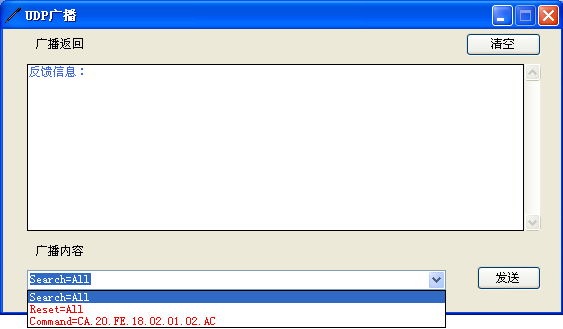 UDP广播
广播返回
清空
反馈信息：
广播内容
Search=All
发送
Search=All
Reset=All
Command=CA.20.FE.18.02.01.02.AC